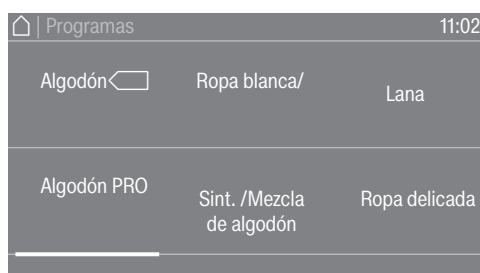 | Programas 11:02
Algodón Ropa blanca/ Lana
Algodón PRO Sint. /Mezcla Ropa delicada
de algodón